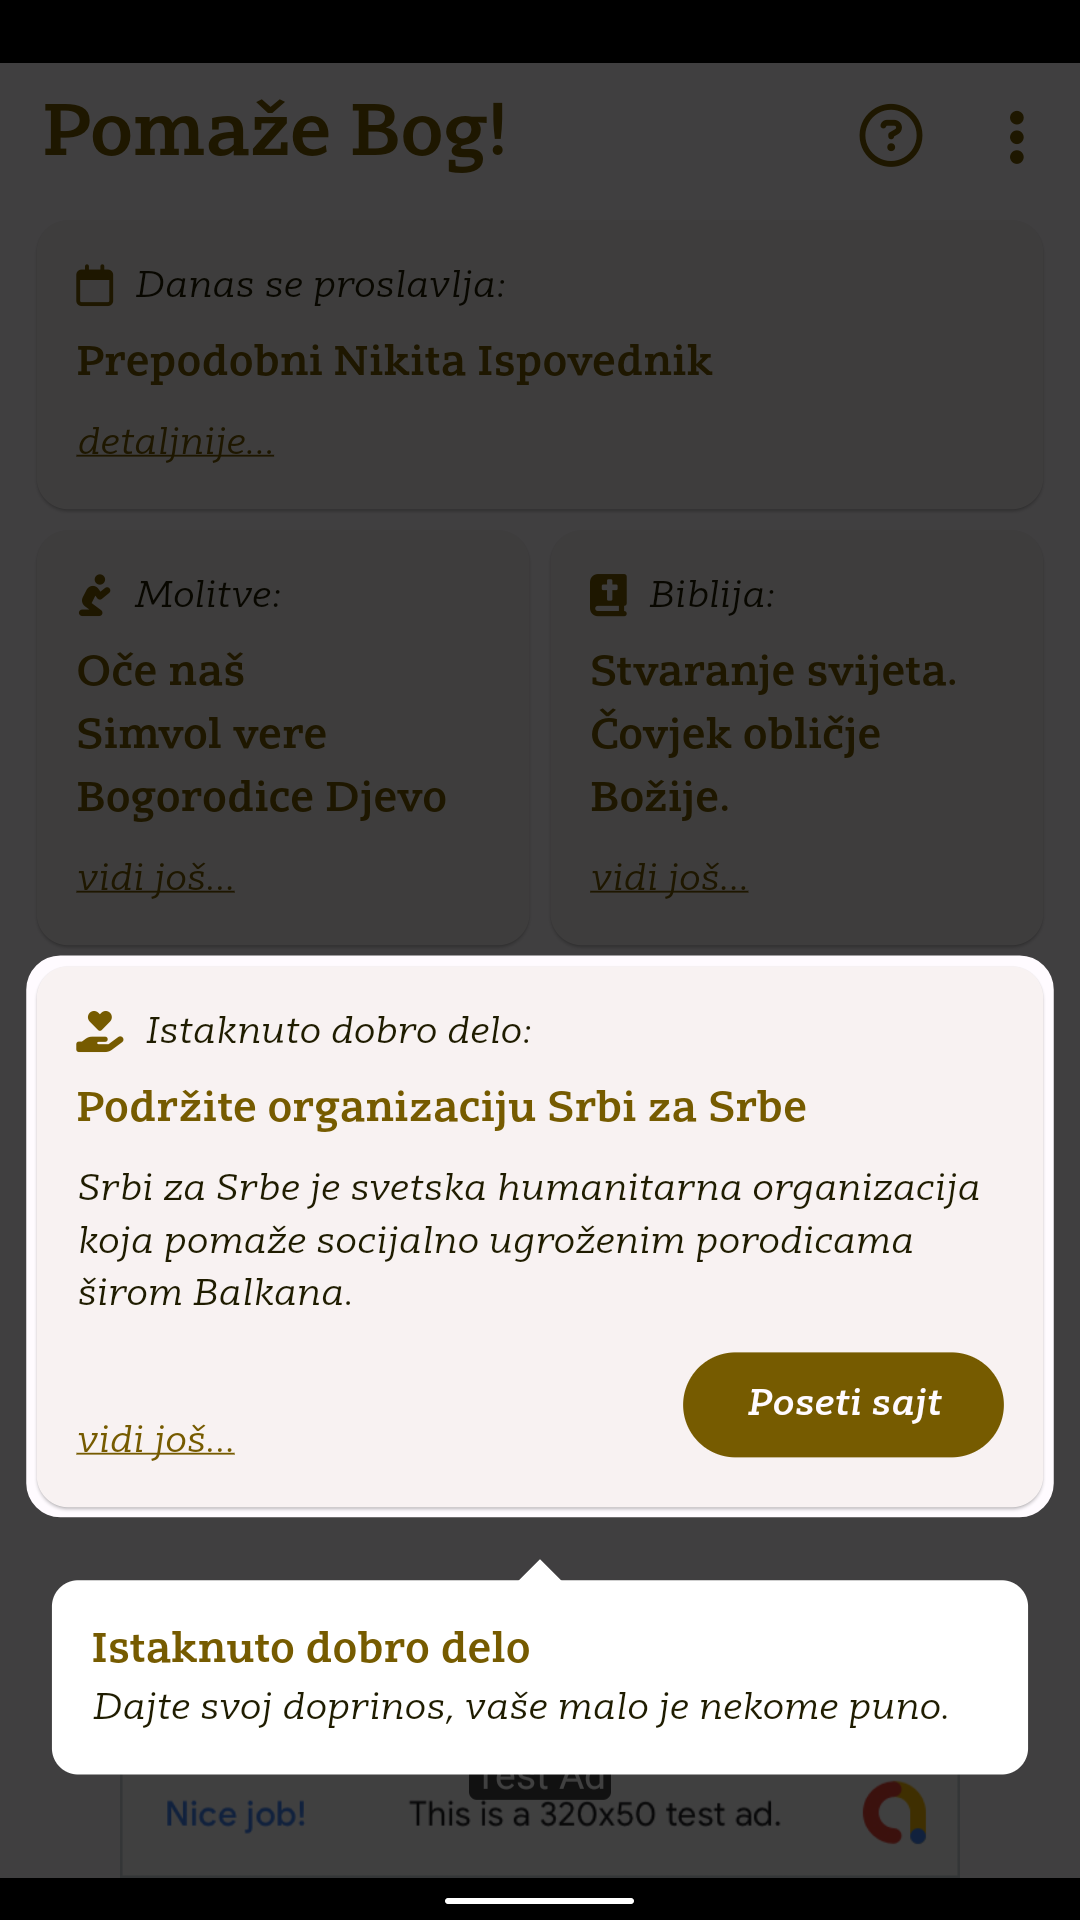 Pomaže Bog!
Danas se proslavlja:
Prepodobni Nikita Ispovednik
detaljnije...
Molitve:
Oče naš
Simvol vere
Bogorodice Djevo
vidi još...
Biblija:
Stvaranje svijeta.
Čovjek obličje
Božije.
vidi još...
Istaknuto dobro delo:
Podržite organizaciju Srbi za Srbe
Srbi za Srbe je svetska humanitarna organizacija
koja pomaže socijalno ugroženim porodicama
širom Balkana.
Poseti sajt
vidi još...
Istaknuto dobro delo
Dajte svoj doprinos, vaše malo je nekome puno.
Test Ad
Nice job!
This is a 320x50 test ad.